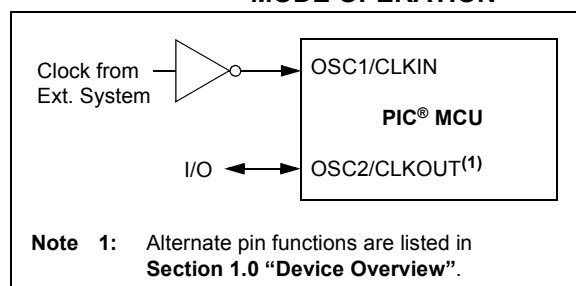 MODE OPERATION
Clock from
Ext. System
OSC1/CLKIN
PIC® MCU
I/O
OSC2/CLKOUT(1)
Note 1: Alternate pin functions are listed in
Section 1.0 “Device Overview”.